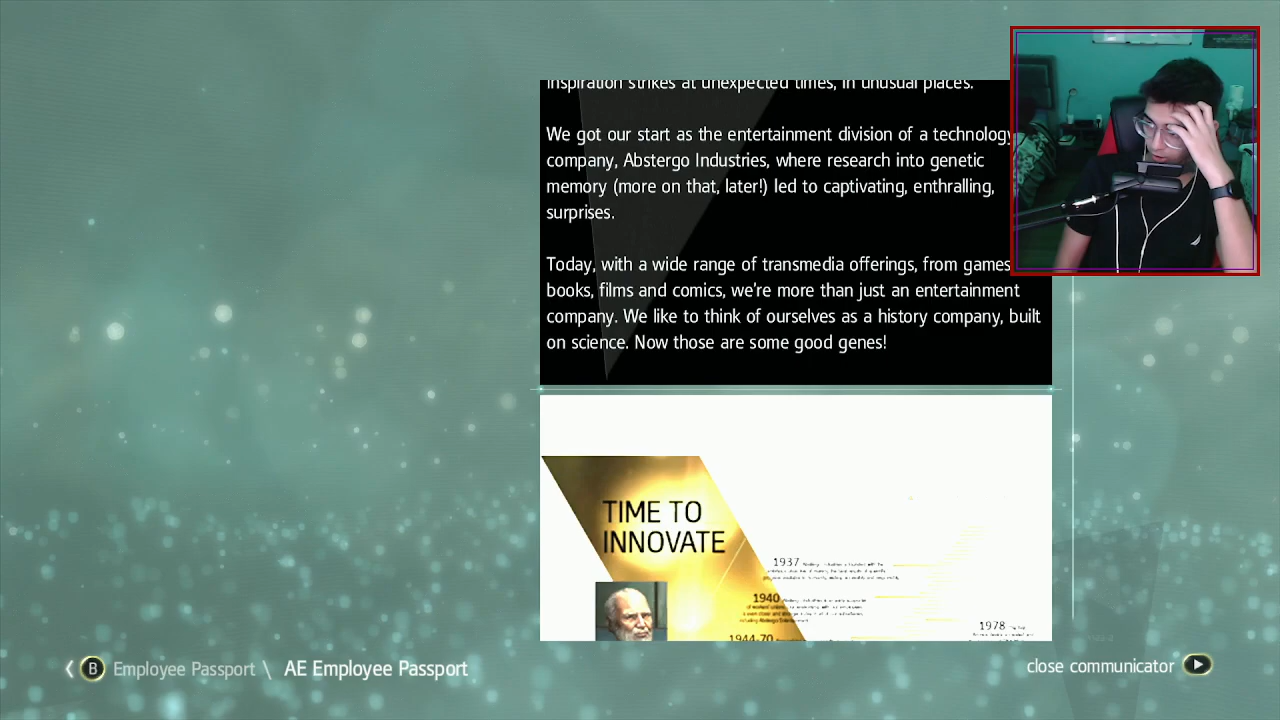 inspiration strikes at unexpected times, in unusual places.
We got our start as the entertainment division of a technology
company, Abstergo Industries, where research into genetic
memory (more on that, later!) led to captivating, enthralling,
surprises.
Today, with a wide range of transmedia offerings, from games
books, films and comics, we're more than just an entertainment
company. We like to think of ourselves as a history company, built
on science. Now those are some good genes!
TIME TO
INNOVATE
1937
1940
1944-70
1978
B Employee Passport \ AE Employee Passport
close communicator